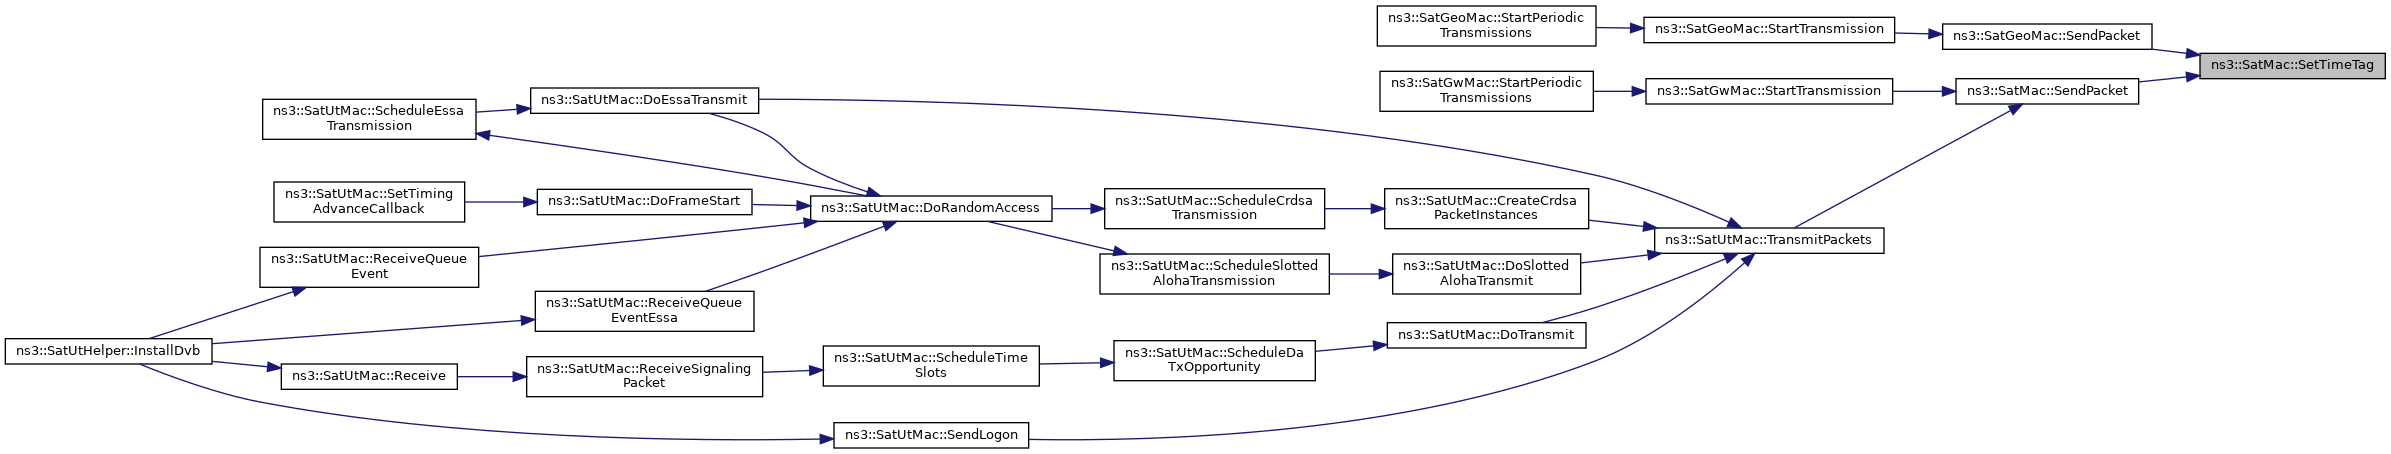 ns3::SatGeoMac::StartPeriodic
Transmissions
ns3::SatGeoMac::StartTransmission
ns3::SatGeoMac::SendPacket
ns3::SatMac::SetTimeTag
ns3::SatGwMac::StartPeriodic
Transmissions
ns3::SatGwMac::StartTransmission
ns3::SatMac::SendPacket
ns3::SatUtMac::ScheduleEssa
Transmission
ns3::SatUtMac::DoEssaTransmit
ns3::SatUtMac::SetTiming
AdvanceCallback
ns3::SatUtMac::DoFrameStart
ns3::SatUtMac::DoRandomAccess
ns3::SatUtMac::ScheduleCrdsa
Transmission
ns3::SatUtMac::CreateCrdsa
PacketInstances
ns3::SatUtMac::TransmitPackets
ns3::SatUtMac::ReceiveQueue
Event
ns3::SatUtMac::ScheduleSlotted
AlohaTransmission
ns3::SatUtMac::DoSlotted
AlohaTransmit
ns3::SatUtMac::ReceiveQueue
EventEssa
ns3::SatUtMac::DoTransmit
ns3::SatUtHelper::InstallDvb
ns3::SatUtMac::Receive
ns3::SatUtMac::ReceiveSignaling
Packet
ns3::SatUtMac::ScheduleTime
Slots
ns3::SatUtMac::ScheduleDa
TxOpportunity
ns3::SatUtMac::SendLogon